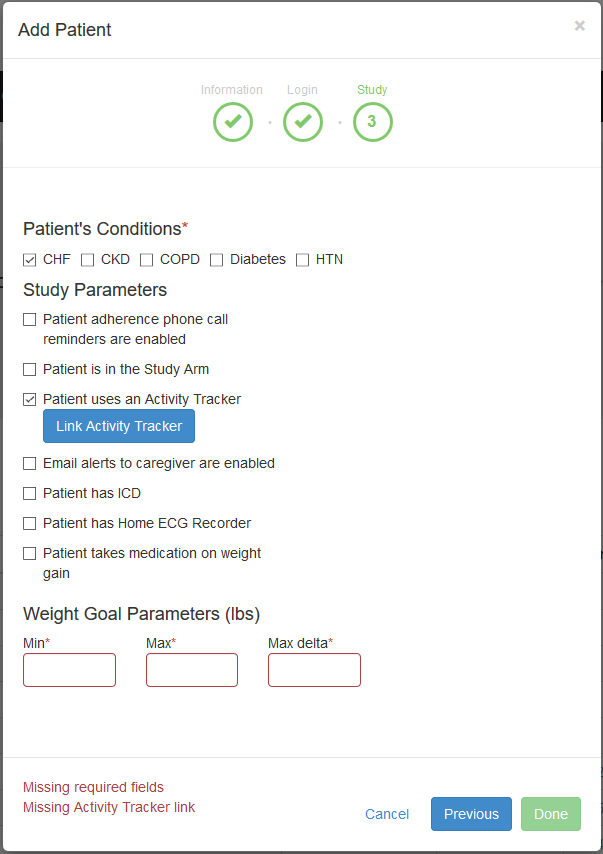 Add Patient
×
Information Login Study
3
Patient's Conditions*
CHF CKD COPD Diabetes HTN
Study Parameters
Patient adherence phone call
reminders are enabled
Patient is in the Study Arm
Patient uses an Activity Tracker
Link Activity Tracker
Email alerts to caregiver are enabled
Patient has ICD
Patient has Home ECG Recorder
Patient takes medication on weight
gain
Weight Goal Parameters (lbs)
Min* Max* Max delta*
Missing required fields
Missing Activity Tracker link
Cancel Previous Done